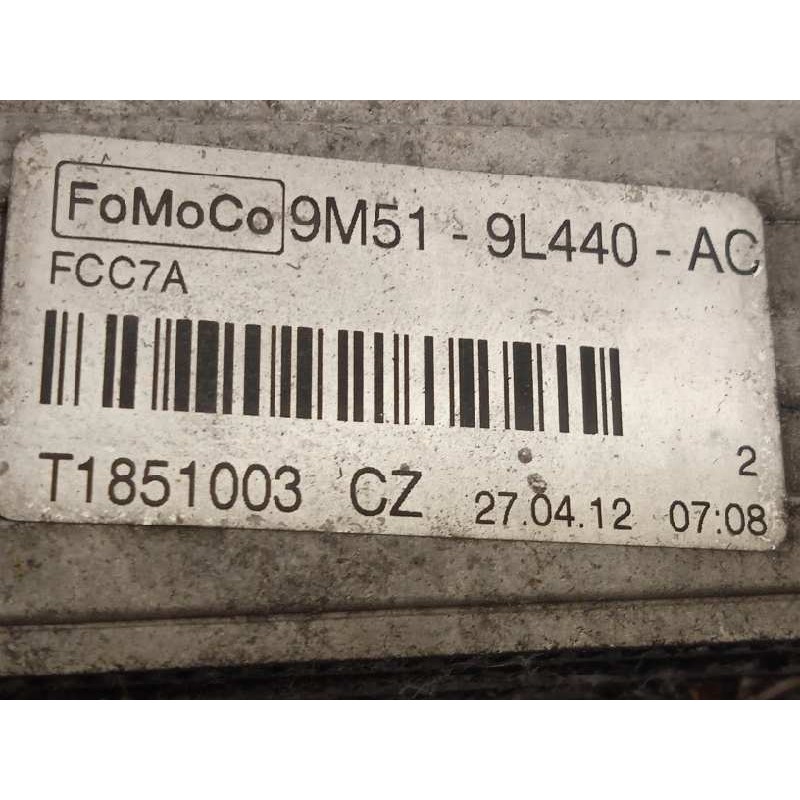 FoMoCo 9M51 - 9L440 - AC
FCC7A
2
T1851003 CZ 27.04.12 07:08